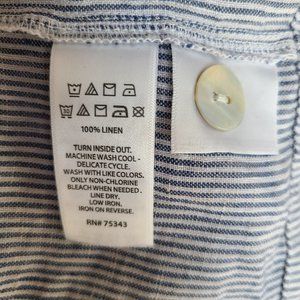 100% LINEN
TURN INSIDE OUT.
MACHINE WASH COOL -
DELICATE CYCLE.
WASH WITH LIKE COLORS.
ONLY NON-CHLORINE
BLEACH WHEN NEEDED.
LINE DRY.
LOW IRON,
IRON ON REVERSE.
RN# 75343